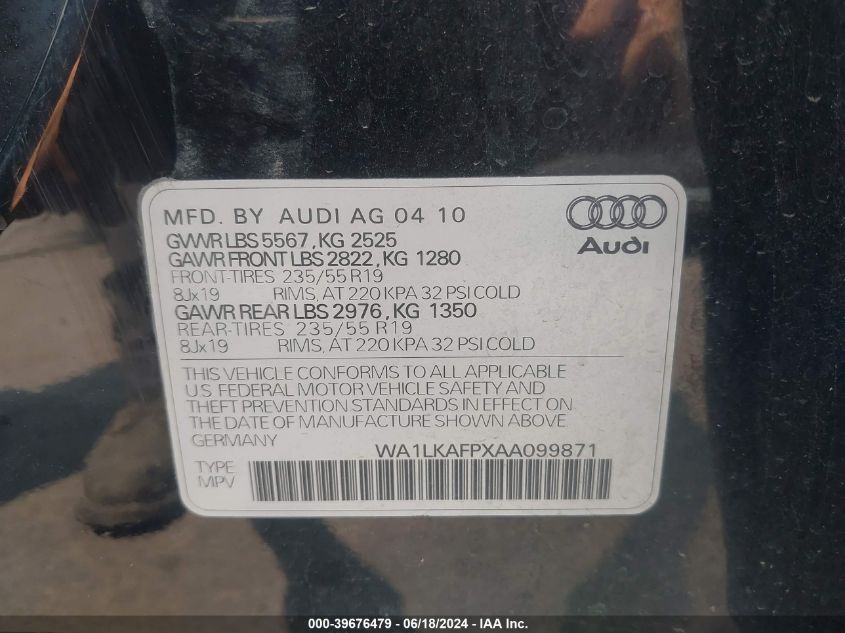 MFD. BY AUDI AG 04 10
GVWR LBS 5567, KG 2525
GAWR FRONT LBS 2822, KG 1280
FRONT-TIRES 235/55 R19
8Jx19 RIMS, AT 220 KPA 32 PSI COLD
GAWR REAR LBS 2976, KG 1350
REAR-TIRES 235/55 R19
8Jx19 RIMS, AT 220 KPA 32 PSI COLD
Audi
THIS VEHICLE CONFORMS TO ALL APPLICABLE
U.S FEDERAL MOTOR VEHICLE SAFETY AND
THEFT PREVENTION STANDARDS IN EFFECT ON
THE DATE OF MANUFACTURE SHOWN ABOVE
GERMANY
WA1LKAFPXAA099871
TYPE
MPV
000-39676479 - 06/18/2024 - IAA Inc.